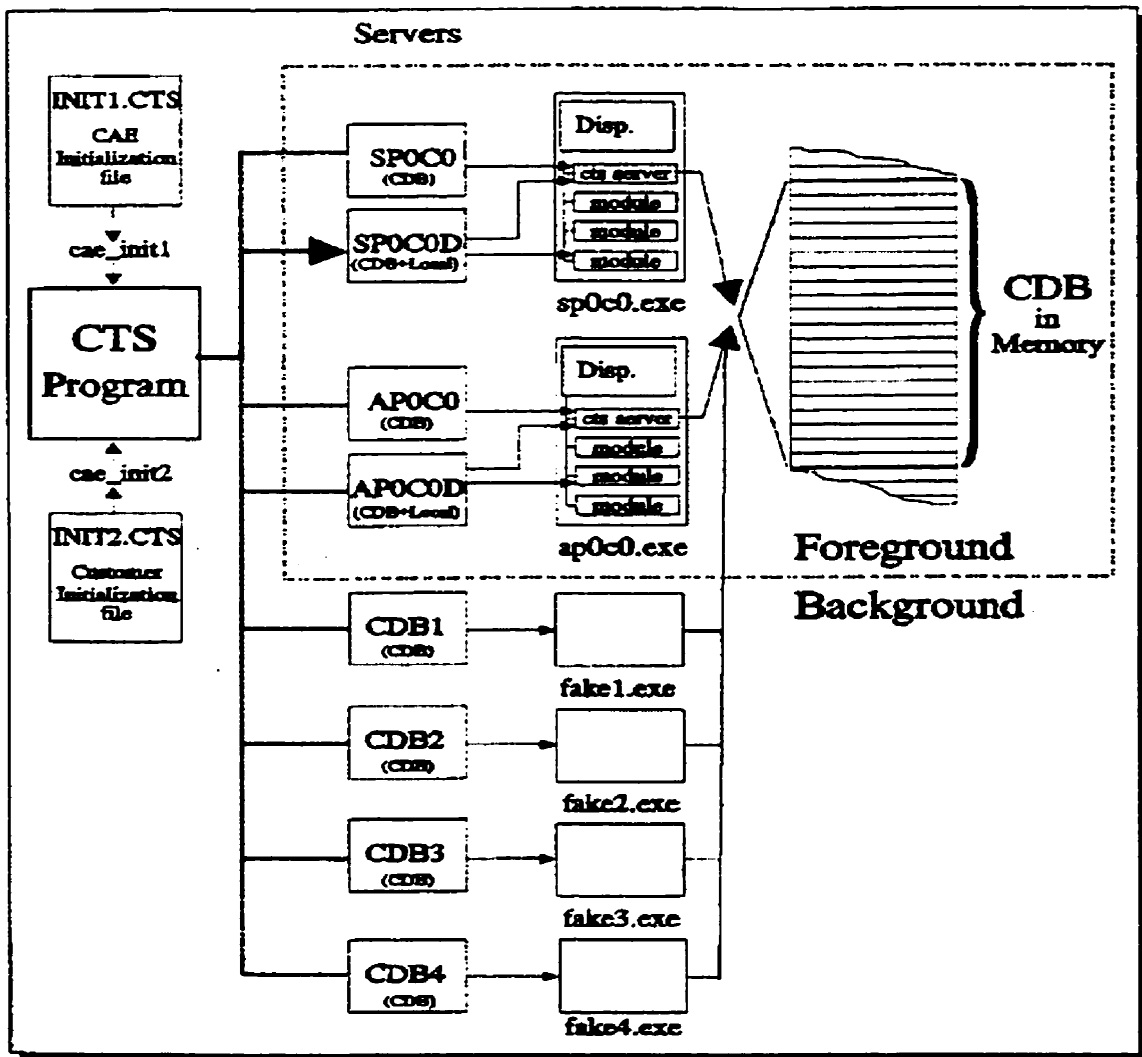 Servers
INIT1.CTS
CAE
Initialization
file
cae_init1
CTS
Program
cae_init2
INIT2.CTS
Customer
Initialization
file
SP0C0
(CDB)
SP0C0D
(CDB+Local)
AP0C0
(CDB)
AP0C0D
(CDB+Local)
Disp.
cts server
module
module
module
sp0c0.exe
Disp.
cts server
module
module
module
ap0c0.exe
CDB
in
Memory
Foreground
Background
CDB1
(CDB)
fake1.exe
CDB2
(CDB)
fake2.exe
CDB3
(CDB)
fake3.exe
CDB4
(CDB)
fake4.exe